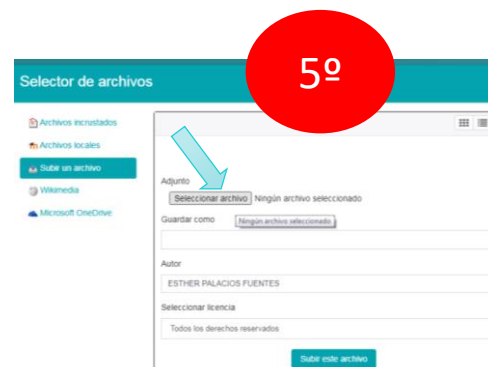 5º
Selector de archivos
Archivos incrustados
Archivos locales
Subir un archivo
Wikimedia
Microsoft OneDrive
Adjunto
Seleccionar archivo Ningún archivo seleccionado
Guardar como
Ningún archivo seleccionado
Autor
ESTHER PALACIOS FUENTES
Seleccionar licencia
Todos los derechos reservados
Subir este archivo